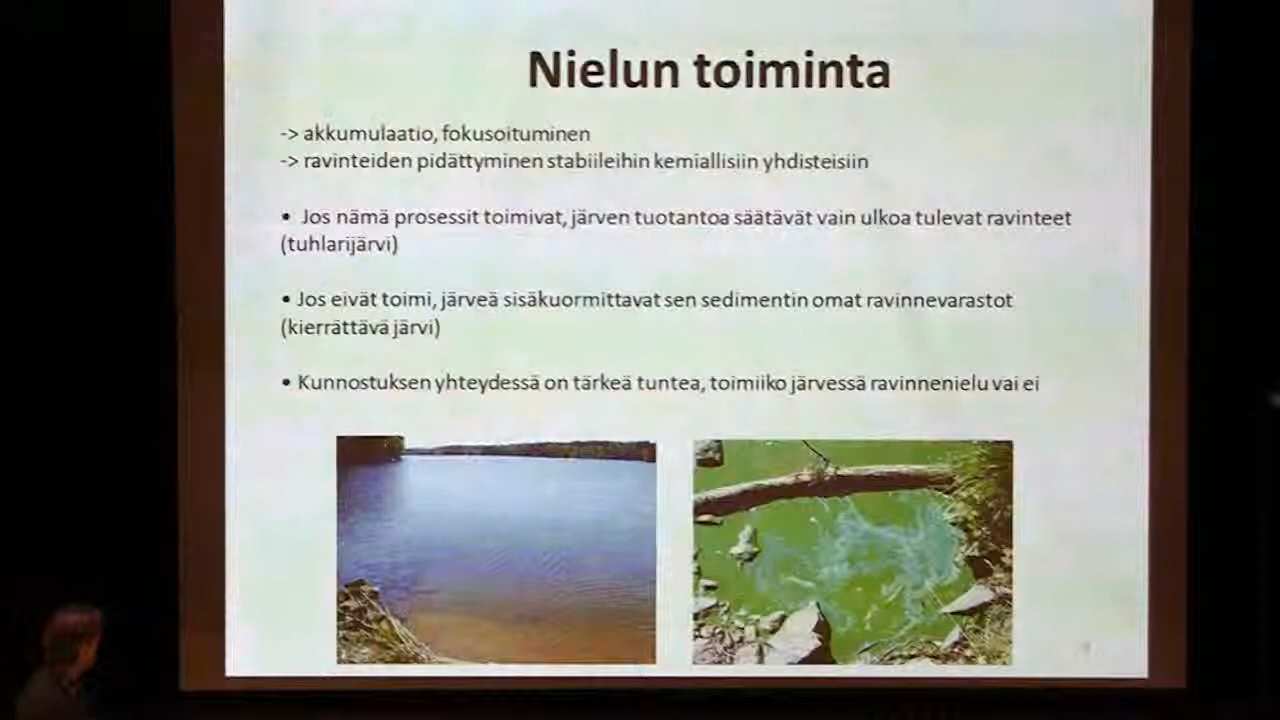 Nielun toiminta
-> akkumulaatio, fokusoituminen
-> ravinteiden pidättyminen stabiileihin kemiallisiin yhdisteisiin
• Jos nämä prosessit toimivat, järven tuotantoa säätävät vain ulkoa tulevat ravinteet
(tuhlarijärvi)
• Jos eivät toimi, järveä sisäkuormittavat sen sedimentin omat ravinnevarastot
(kierrättävä järvi)
• Kunnostuksen yhteydessä on tärkeä tuntea, toimiiko järvessä ravinnenielu vai ei